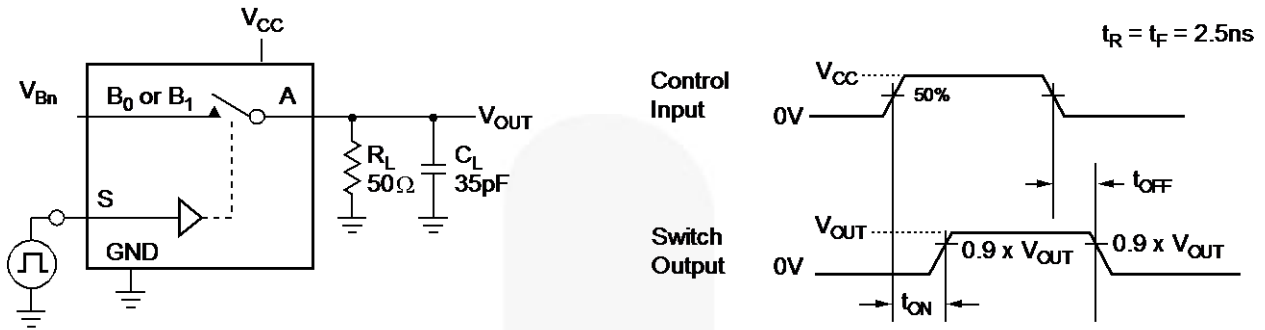 VCC
VBn
B0 or B1
A
VOUT
RL
50Ω
CL
35pF
S
GND
tR = tF = 2.5ns
Control
Input
VCC
0V
50%
tOFF
Switch
Output
VOUT
0V
0.9 x VOUT
0.9 x VOUT
tON